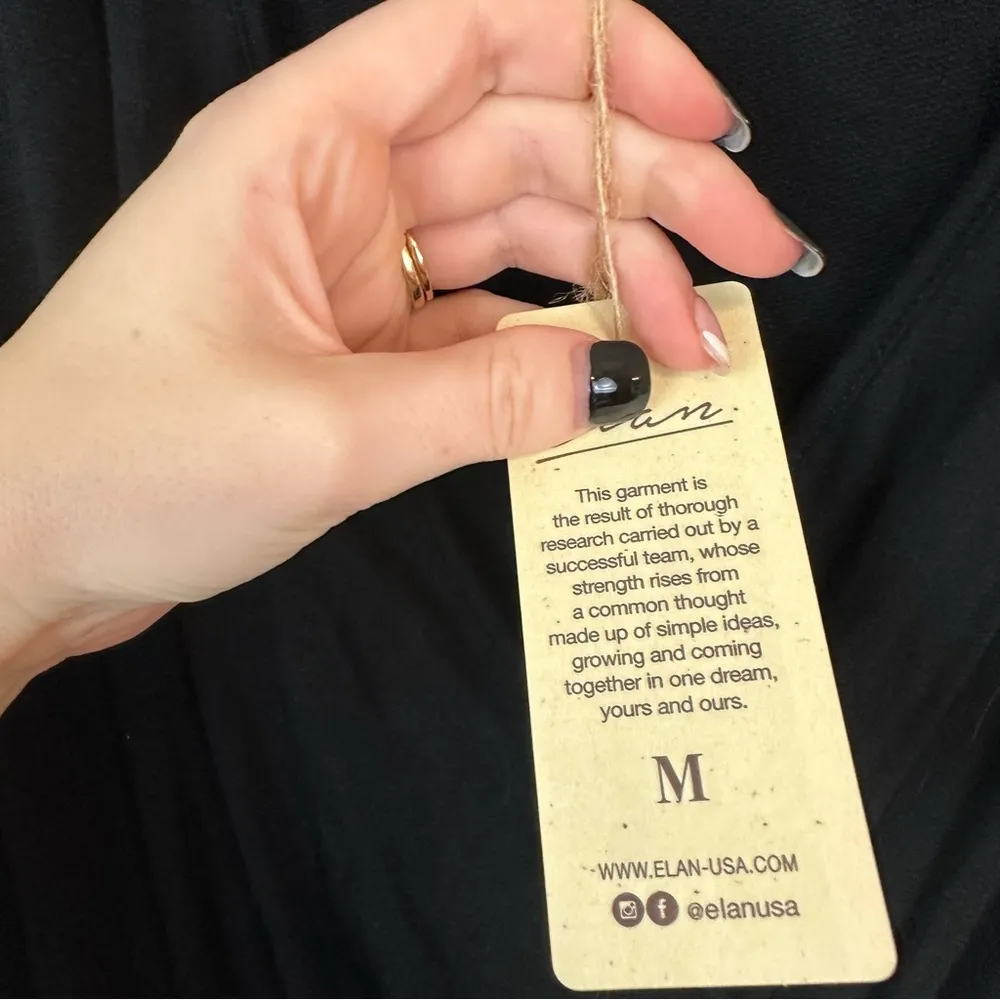 This garment is
the result of thorough
research carried out by a
successful team, whose
strength rises from
a common thought
made up of simple ideas,
growing and coming
together in one dream,
yours and ours.
M
WWW.ELAN-USA.COM
@elanusa